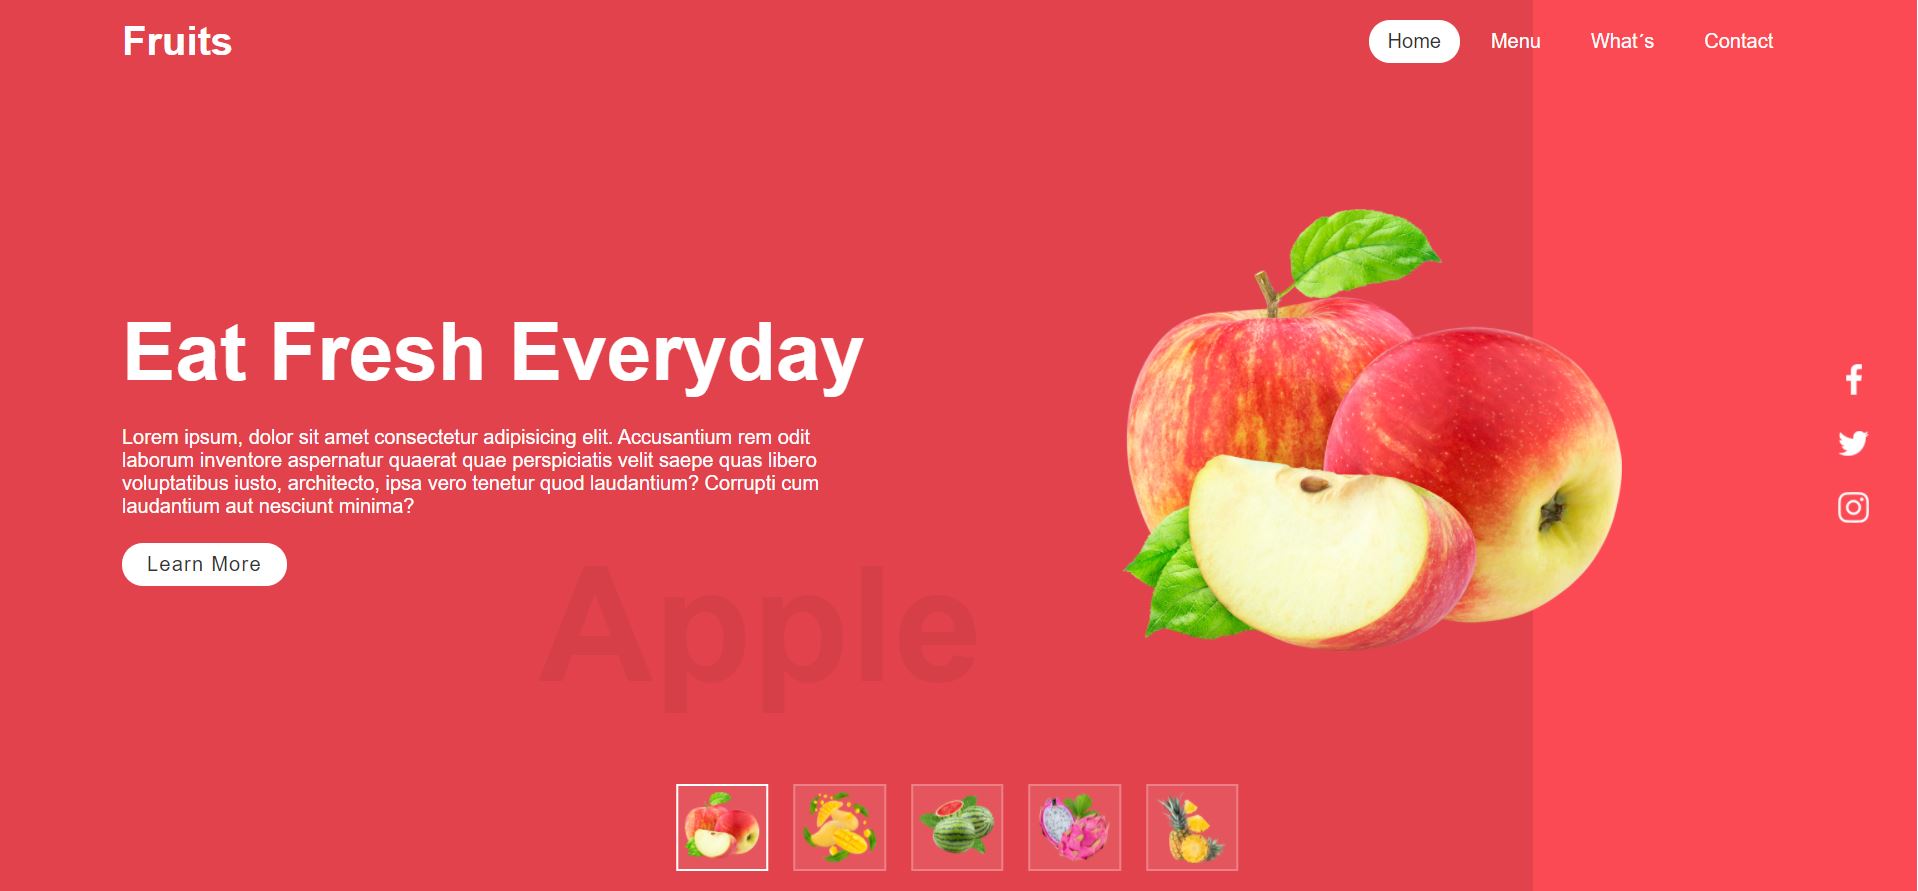 Fruits
Home
Menu
What´s
Contact
Eat Fresh Everyday
Lorem ipsum, dolor sit amet consectetur adipisicing elit. Accusantium rem odit
laborum inventore aspernatur quaerat quae perspiciatis velit saepe quas libero
voluptatibus iusto, architecto, ipsa vero tenetur quod laudantium? Corrupti cum
laudantium aut nesciunt minima?
Learn More
Apple